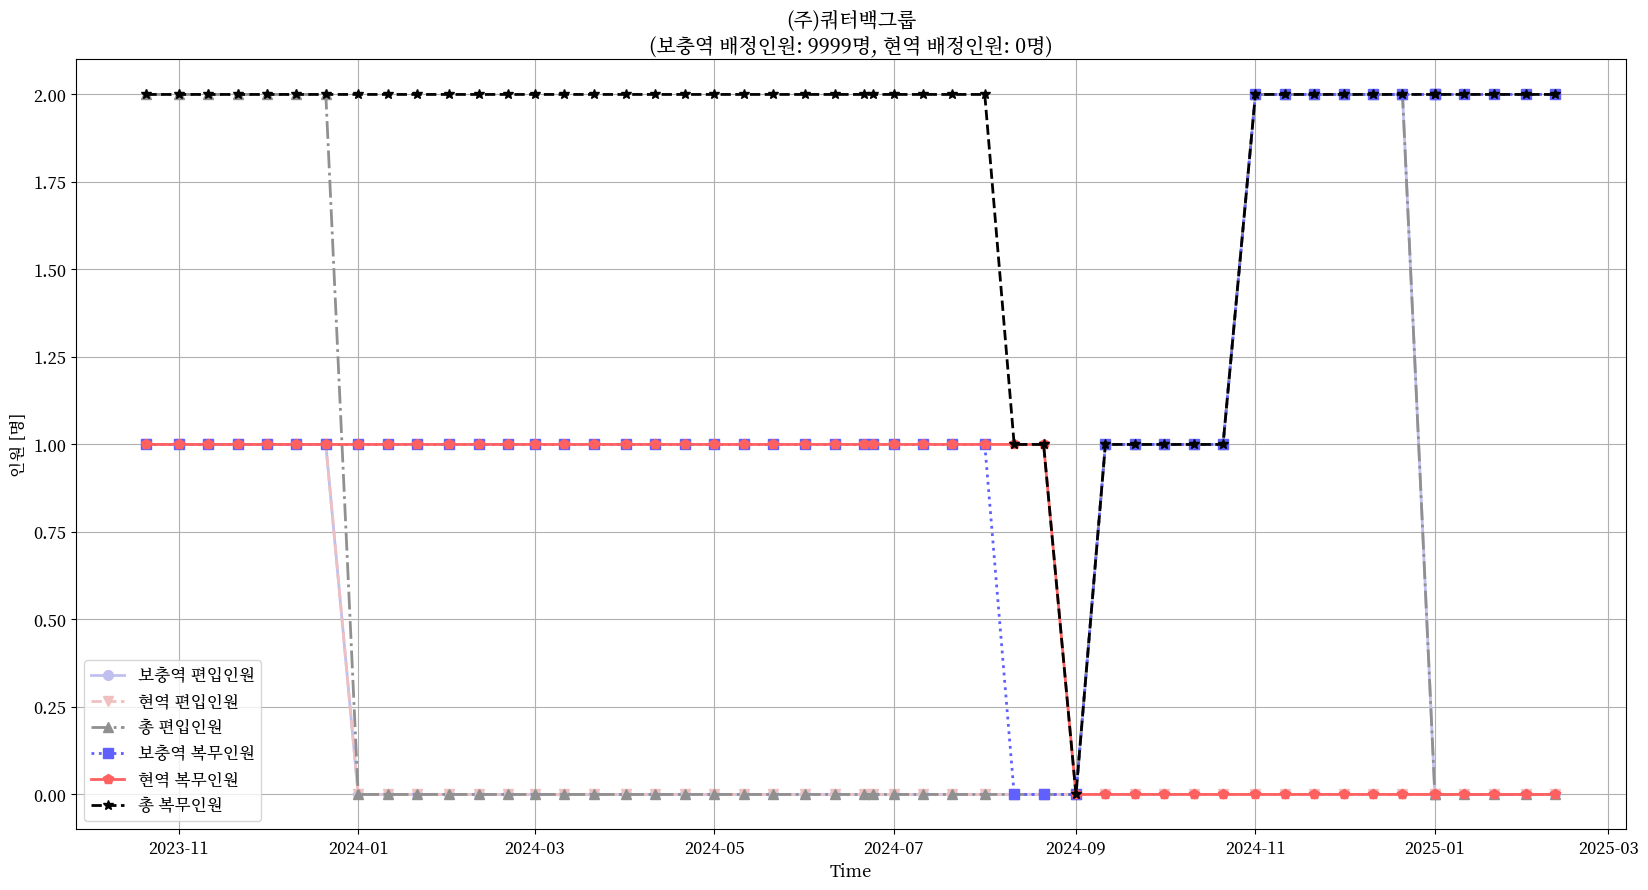 (주)쿼터백그룹
(보충역 배정인원: 9999명, 현역 배정인원: 0명)
인원 [명]
2.00
1.75
1.50
1.25
1.00
0.75
0.50
0.25
0.00
보충역 편입인원
현역 편입인원
총 편입인원
보충역 복무인원
현역 복무인원
총 복무인원
2023-11
2024-01
2024-03
2024-05
2024-07
2024-09
2024-11
2025-01
2025-03
Time